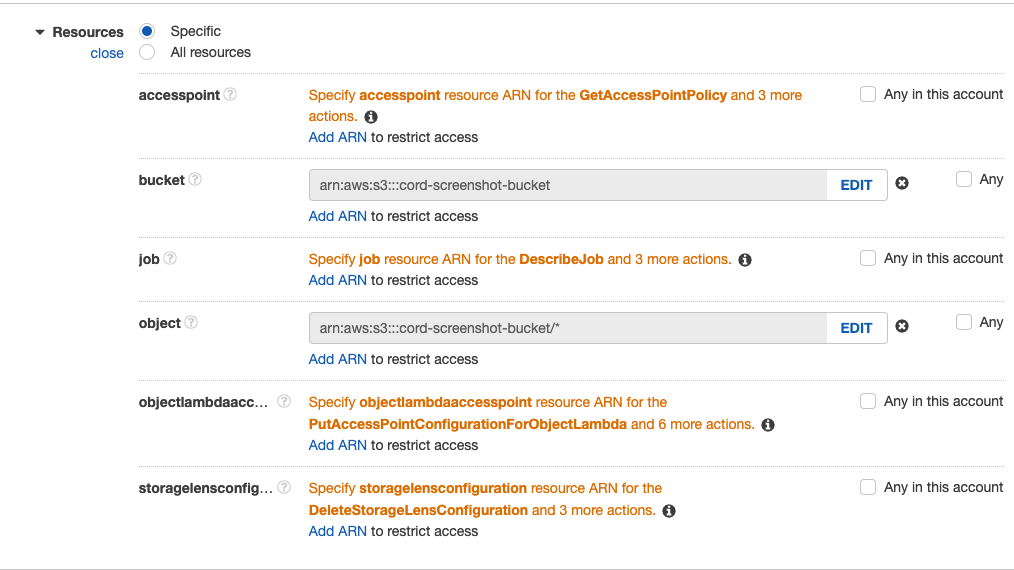 Resources
Specific
close
All resources
accesspoint
Specify accesspoint resource ARN for the GetAccessPointPolicy and 3 more
actions.
Any in this account
Add ARN to restrict access
bucket
arn:aws:s3:::cord-screenshot-bucket
EDIT
Any
Add ARN to restrict access
job
Specify job resource ARN for the DescribeJob and 3 more actions.
Any in this account
Add ARN to restrict access
object
arn:aws:s3:::cord-screenshot-bucket/*
EDIT
Any
Add ARN to restrict access
objectlambdaacc...
Specify objectlambdaaccesspoint resource ARN for the
PutAccessPointConfigurationForObjectLambda and 6 more actions.
Any in this account
Add ARN to restrict access
storagelensconfig...
Specify storagelensconfiguration resource ARN for the
DeleteStorageLensConfiguration and 3 more actions.
Any in this account
Add ARN to restrict access